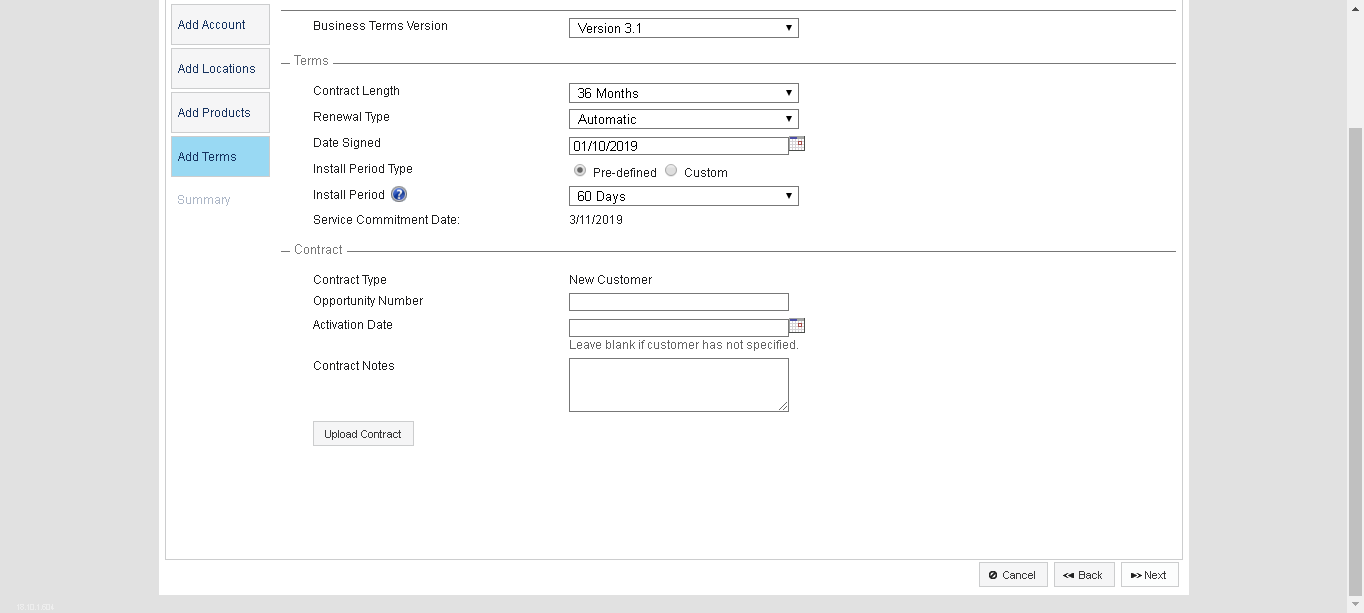 Add Account
Add Locations
Add Products
Add Terms
Summary
Business Terms Version Version 3.1
Terms
Contract Length 36 Months
Renewal Type Automatic
Date Signed 01/10/2019
Install Period Type Pre-defined Custom
Install Period ? 60 Days
Service Commitment Date: 3/11/2019
Contract
Contract Type New Customer
Opportunity Number
Activation Date
Leave blank if customer has not specified.
Contract Notes
Upload Contract
Cancel Back Next